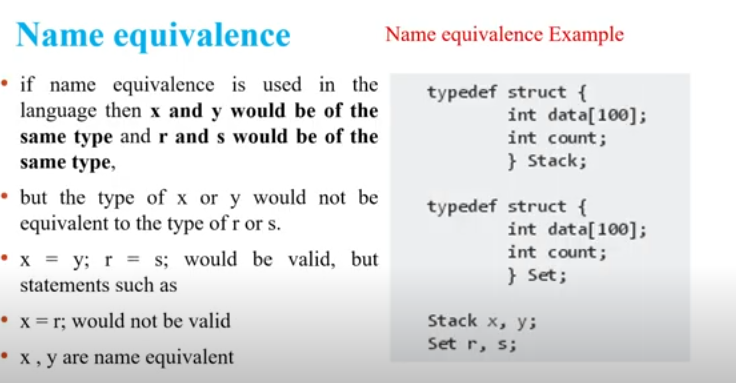 Name equivalence
• if name equivalence is used in the
language then x and y would be of the
same type and r and s would be of the
same type,
• but the type of x or y would not be
equivalent to the type of r or s.
• x = y; r = s; would be valid, but
statements such as
• x = r; would not be valid
• x , y are name equivalent
Name equivalence Example
typedef struct {
int data[100];
int count;
} Stack;
typedef struct {
int data[100];
int count;
} Set;
Stack x, y;
Set r, s;